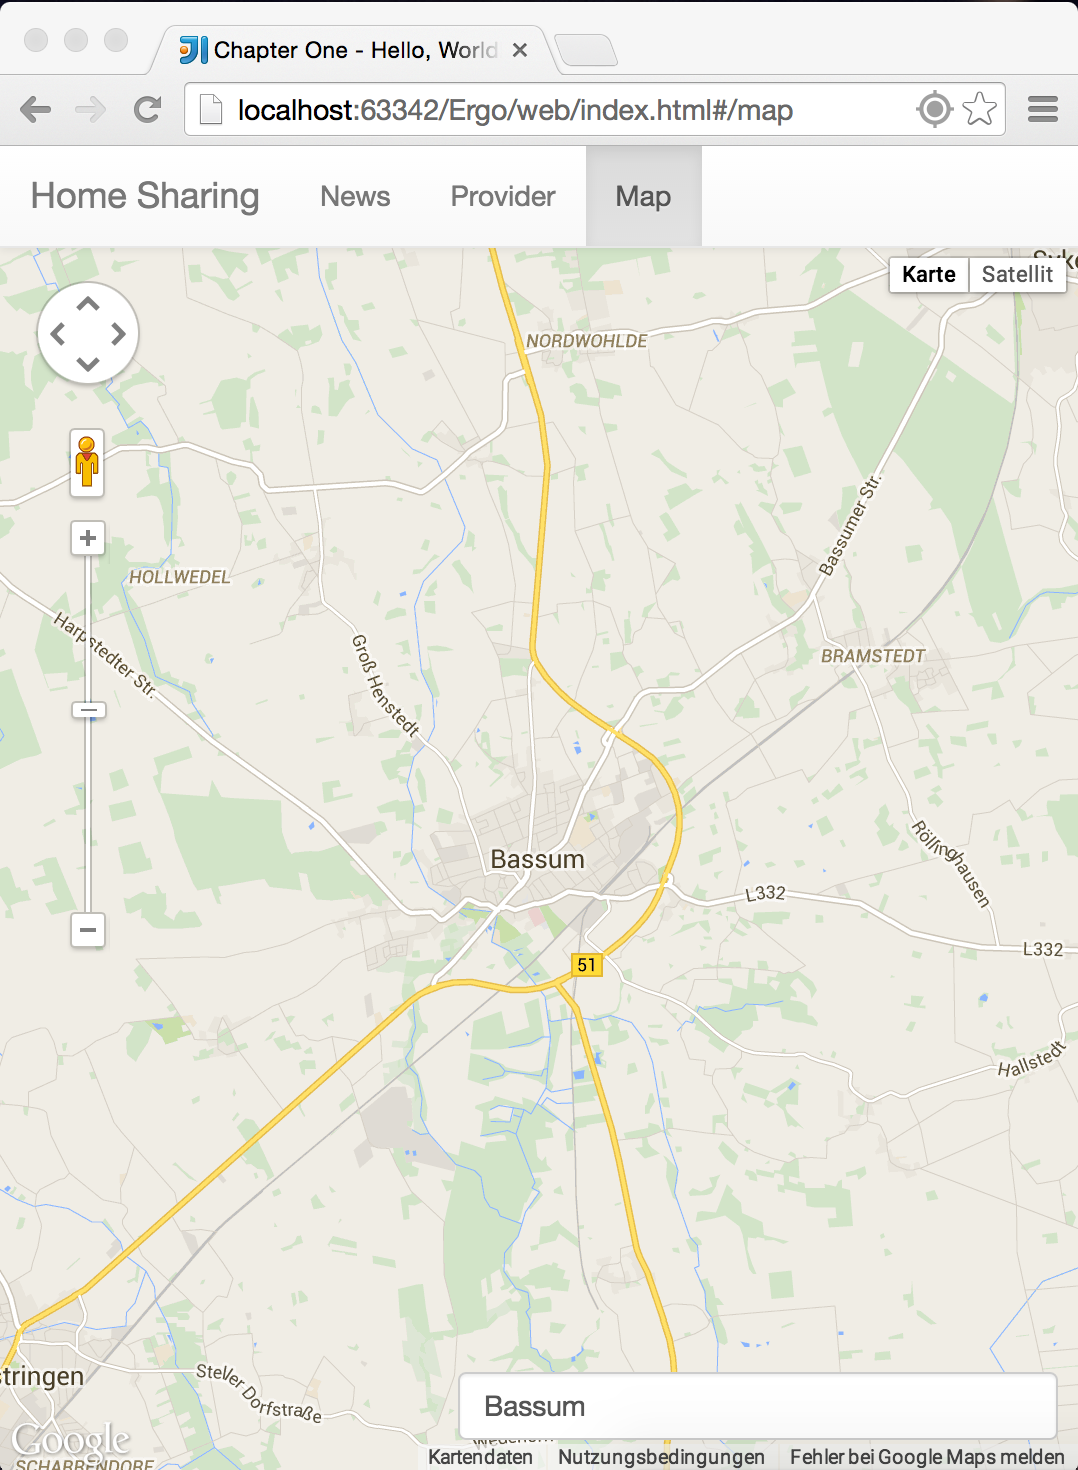 Chapter One - Hello, World
localhost:63342/Ergo/web/index.html#/map
Home Sharing News Provider Map
Karte Satellit
NORDWOHLDE
Bassumer Str.
HOLLWEDEL
Harpstedter Str.
Groß Henstedt
BRAMSTEDT
Röllinghausen
Bassum
L332
L332
51
Hallstedt
stringen
Steller Dorfstraße
Bassum
Google
Kartendaten Nutzungsbedingungen Fehler bei Google Maps melden
SCHARRENDORF